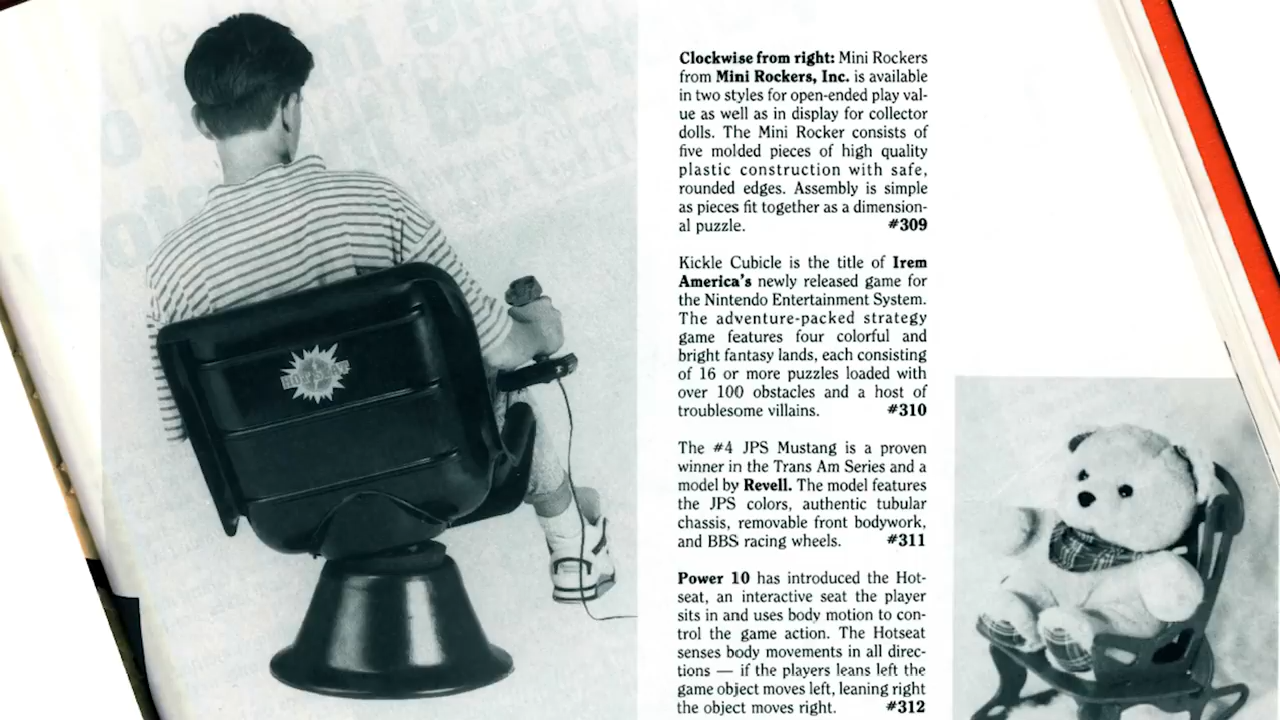 Clockwise from right: Mini Rockers
from Mini Rockers, Inc. is available
in two styles for open-ended play val-
ue as well as in display for collector
dolls. The Mini Rocker consists of
five molded pieces of high quality
plastic construction with safe,
rounded edges. Assembly is simple
as pieces fit together as a dimension-
al puzzle. #309
Kickle Cubicle is the title of Irem
America's newly released game for
the Nintendo Entertainment System.
The adventure-packed strategy
game features four colorful and
bright fantasy lands, each consisting
of 16 or more puzzles loaded with
over 100 obstacles and a host of
troublesome villains. #310
The #4 JPS Mustang is a proven
winner in the Trans Am Series and a
model by Revell. The model features
the JPS colors, authentic tubular
chassis, removable front bodywork,
and BBS racing wheels. #311
Power 10 has introduced the Hot-
seat, an interactive seat the player
sits in and uses body motion to con-
trol the game action. The Hotseat
senses body movements in all direc-
tions — if the players leans left the
game object moves left, leaning right
the object moves right. #312